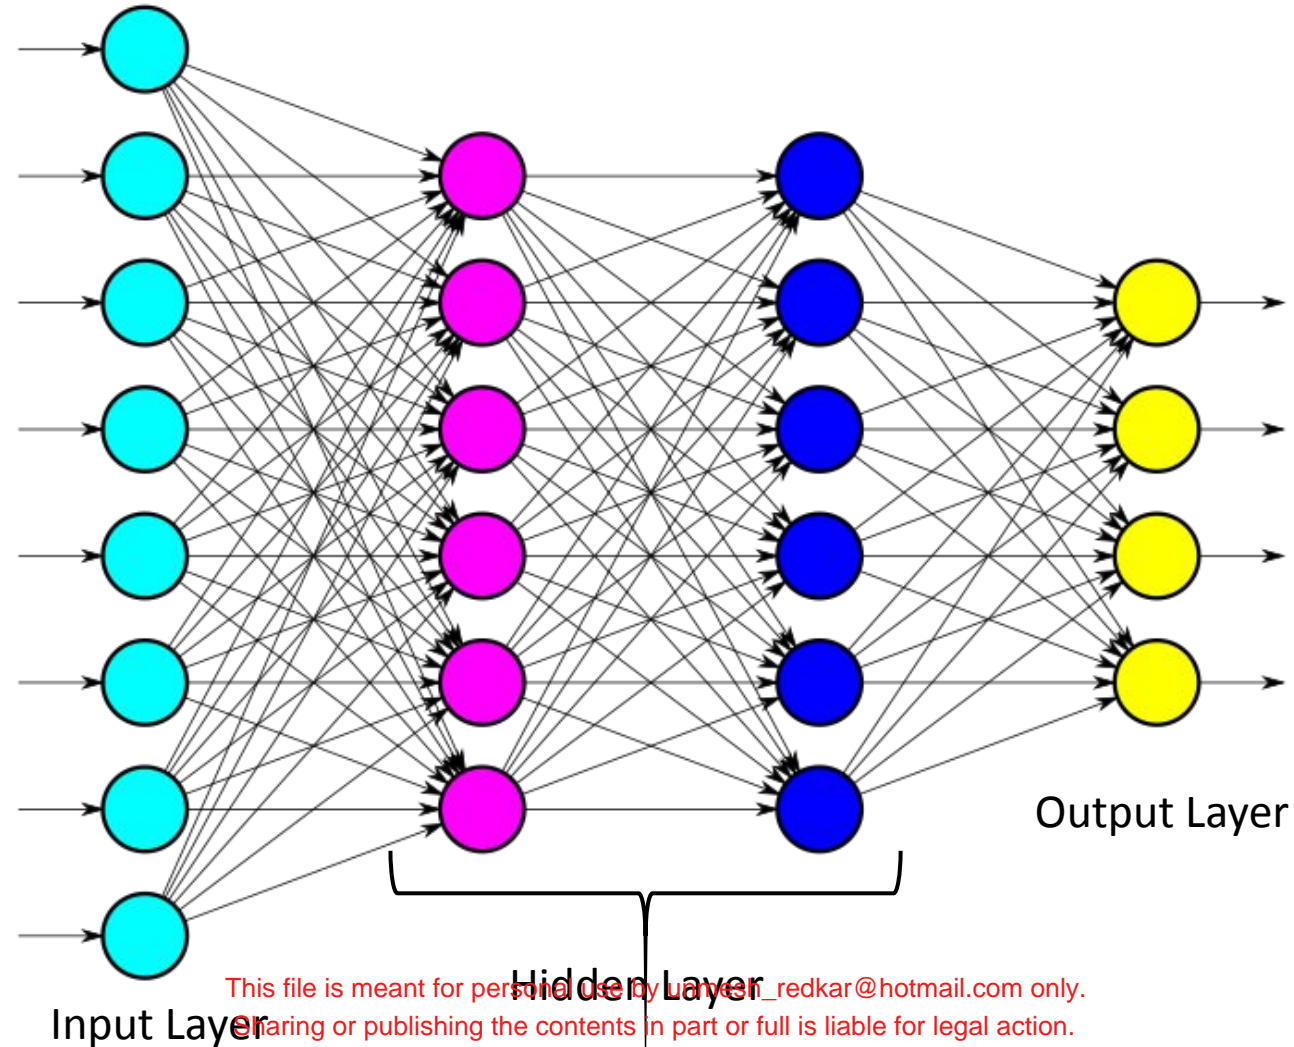 Output Layer
Hidden Layer
This file is meant for personal use by unmesh_redkar@hotmail.com only.
Input Layer
Sharing or publishing the contents in part or full is liable for legal action.